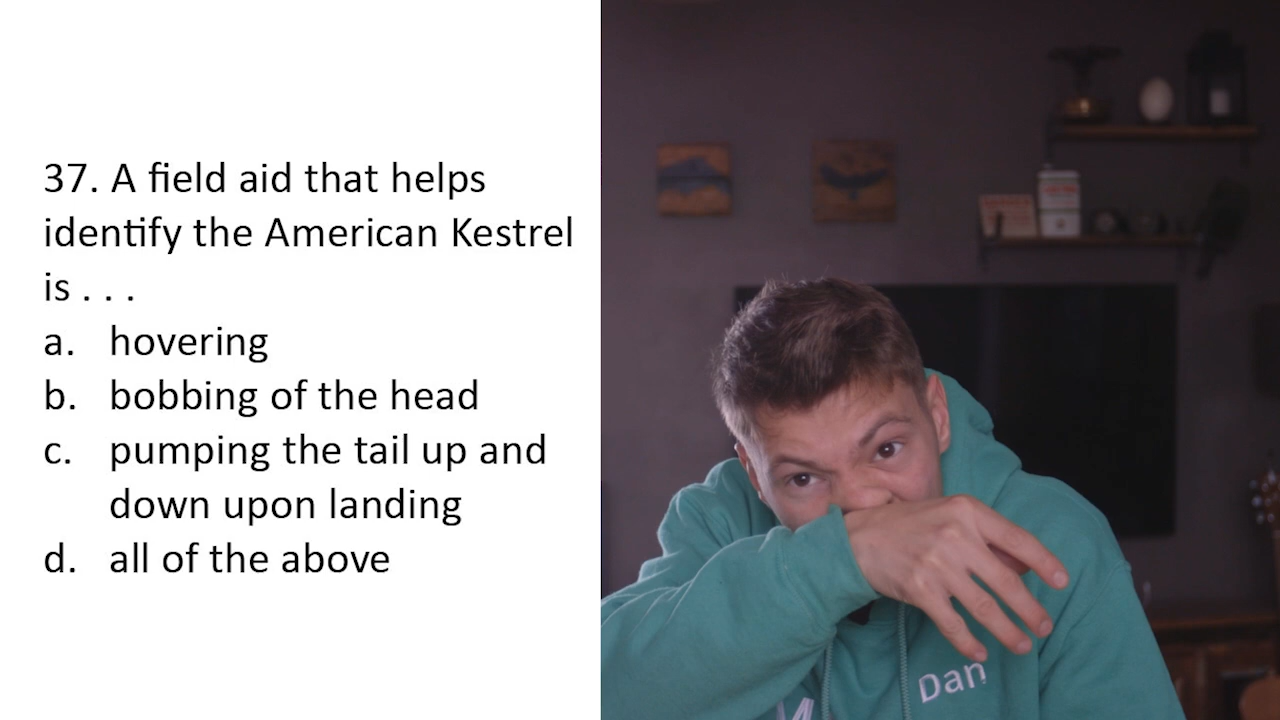 37. A field aid that helps
identify the American Kestrel
is . . .
a. hovering
b. bobbing of the head
c. pumping the tail up and
down upon landing
d. all of the above
Dan